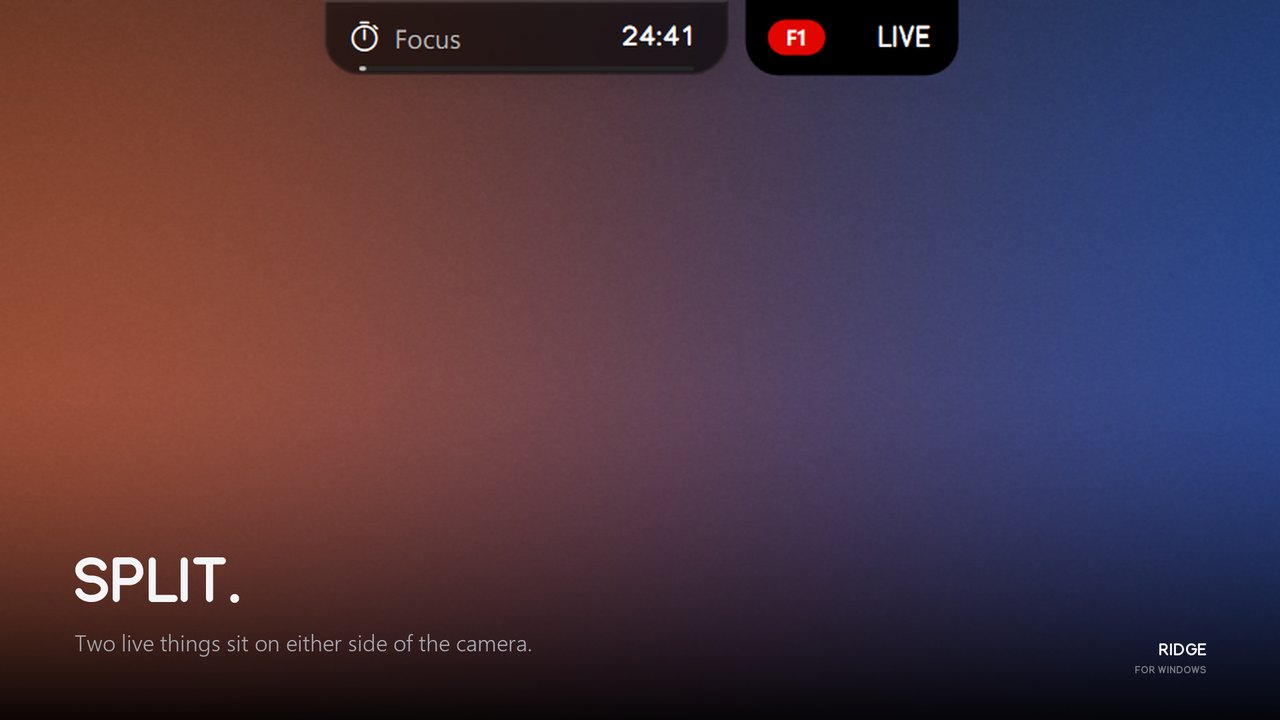 Focus 24:41 F1 LIVE
SPLIT.
Two live things sit on either side of the camera.
RIDGE
FOR WINDOWS